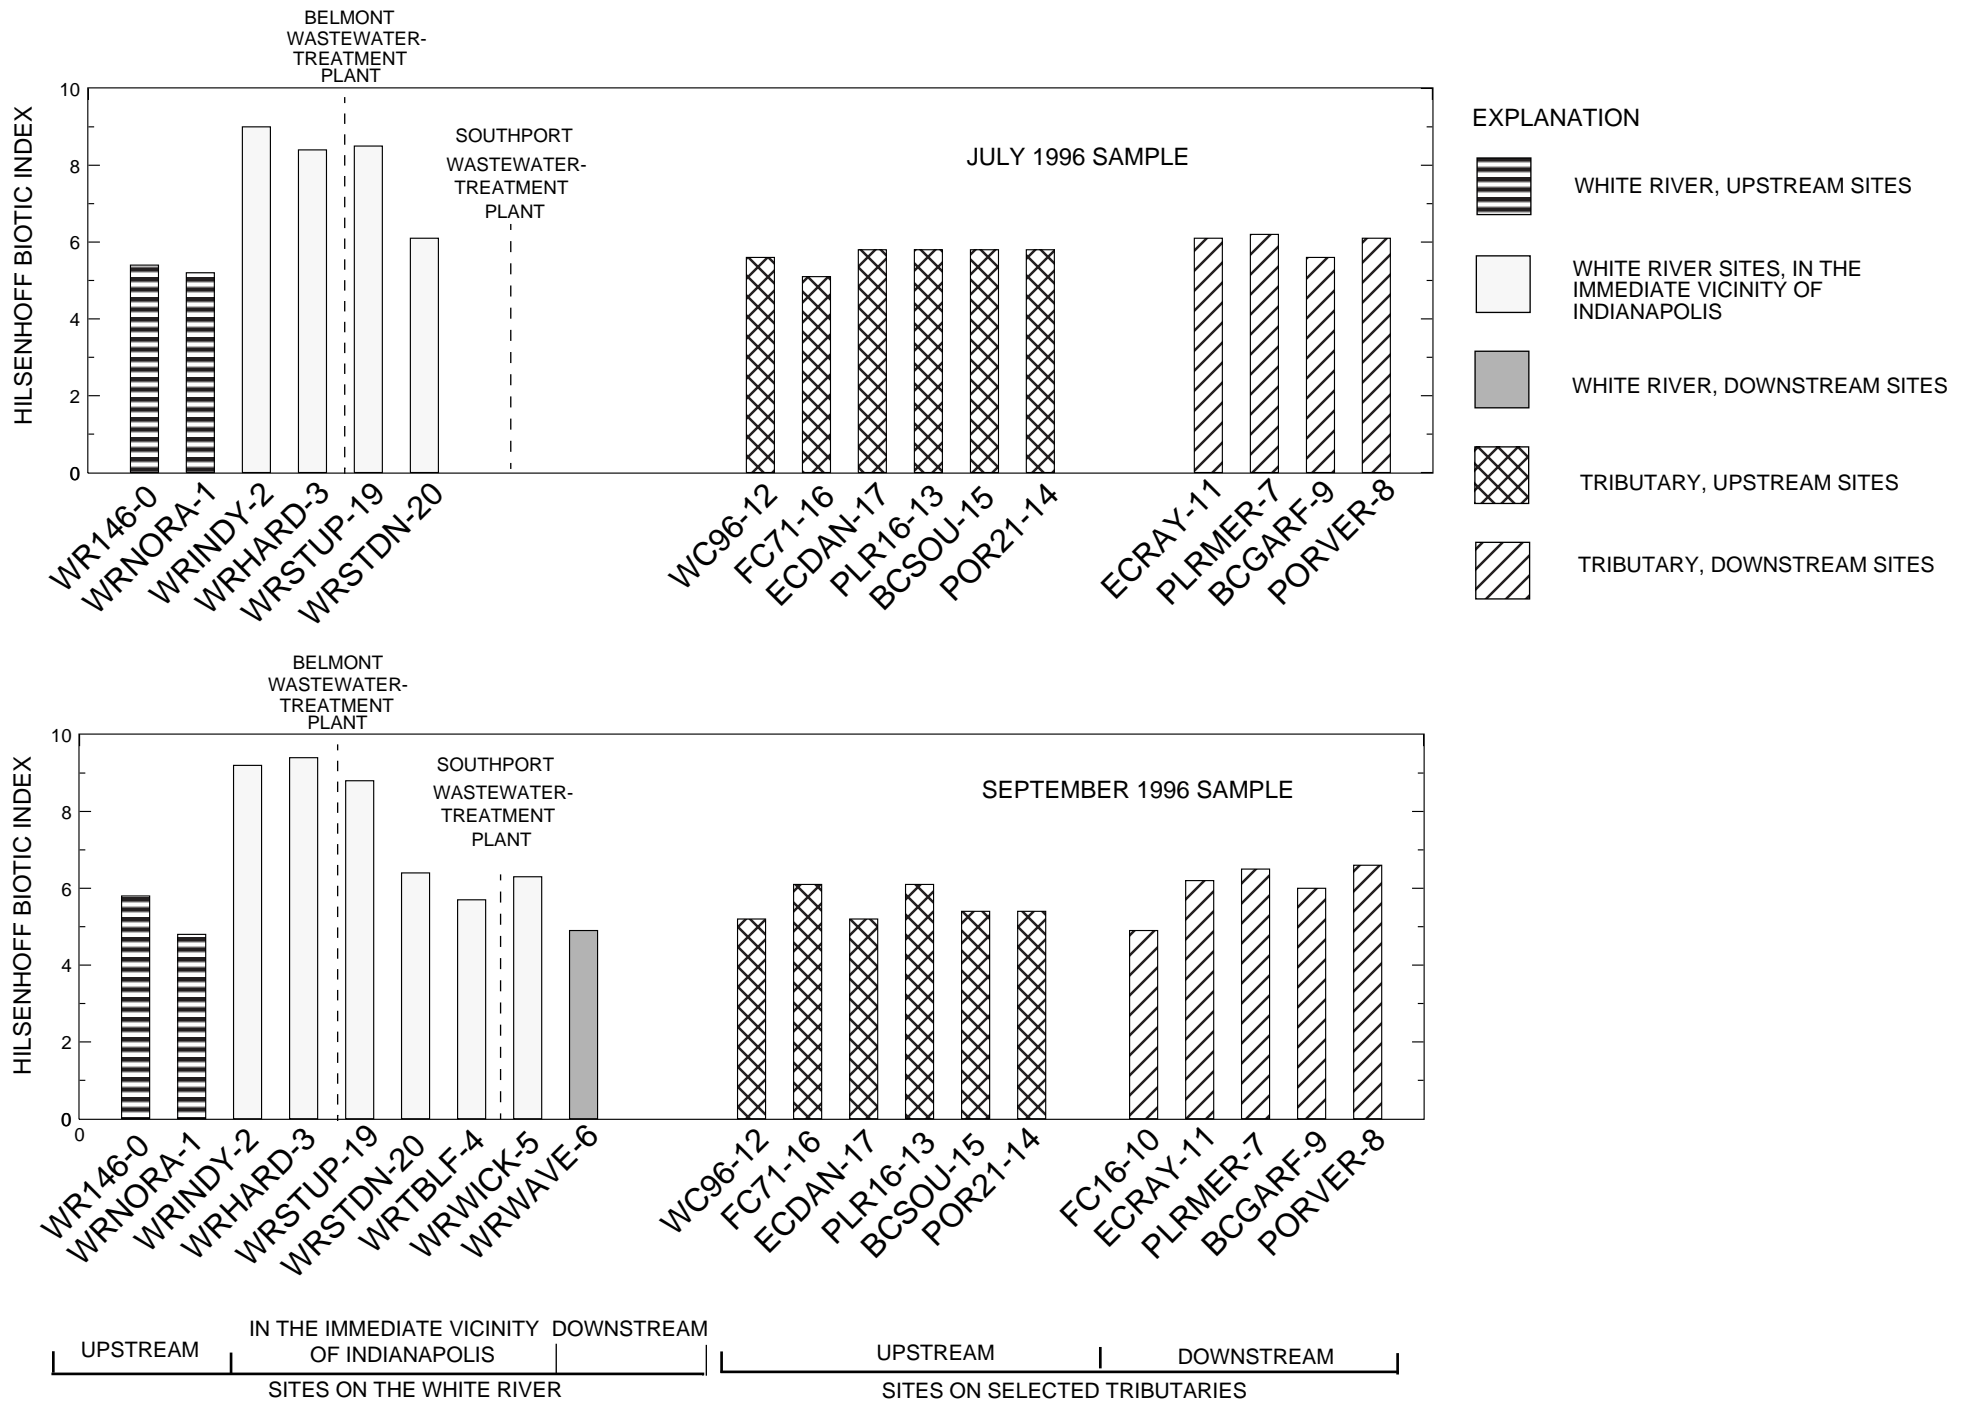 BELMONT
WASTEWATER-
TREATMENT
PLANT
SOUTHPORT
WASTEWATER-
TREATMENT
PLANT
JULY 1996 SAMPLE
HILSENHOFF BIOTIC INDEX
10
8
6
4
2
0
WR146-0
WRNORA-1
WRINDY-2
WRHARD-3
WRSTUP-19
WRSTDN-20
WC96-12
FC71-16
ECDAN-17
PLR16-13
BCSOU-15
POR21-14
ECRAY-11
PLRMER-7
BCGARF-9
PORVER-8
EXPLANATION
WHITE RIVER, UPSTREAM SITES
WHITE RIVER SITES, IN THE
IMMEDIATE VICINITY OF
INDIANAPOLIS
WHITE RIVER, DOWNSTREAM SITES
TRIBUTARY, UPSTREAM SITES
TRIBUTARY, DOWNSTREAM SITES
BELMONT
WASTEWATER-
TREATMENT
PLANT
SOUTHPORT
WASTEWATER-
TREATMENT
PLANT
SEPTEMBER 1996 SAMPLE
HILSENHOFF BIOTIC INDEX
10
8
6
4
2
0
0
WR146-0
WRNORA-1
WRINDY-2
WRHARD-3
WRSTUP-19
WRSTDN-20
WRTBLF-4
WRWICK-5
WRWAVE-6
WC96-12
FC71-16
ECDAN-17
PLR16-13
BCSOU-15
POR21-14
FC16-10
ECRAY-11
PLRMER-7
BCGARF-9
PORVER-8
UPSTREAM
IN THE IMMEDIATE VICINITY
OF INDIANAPOLIS
DOWNSTREAM
SITES ON THE WHITE RIVER
UPSTREAM
DOWNSTREAM
SITES ON SELECTED TRIBUTARIES